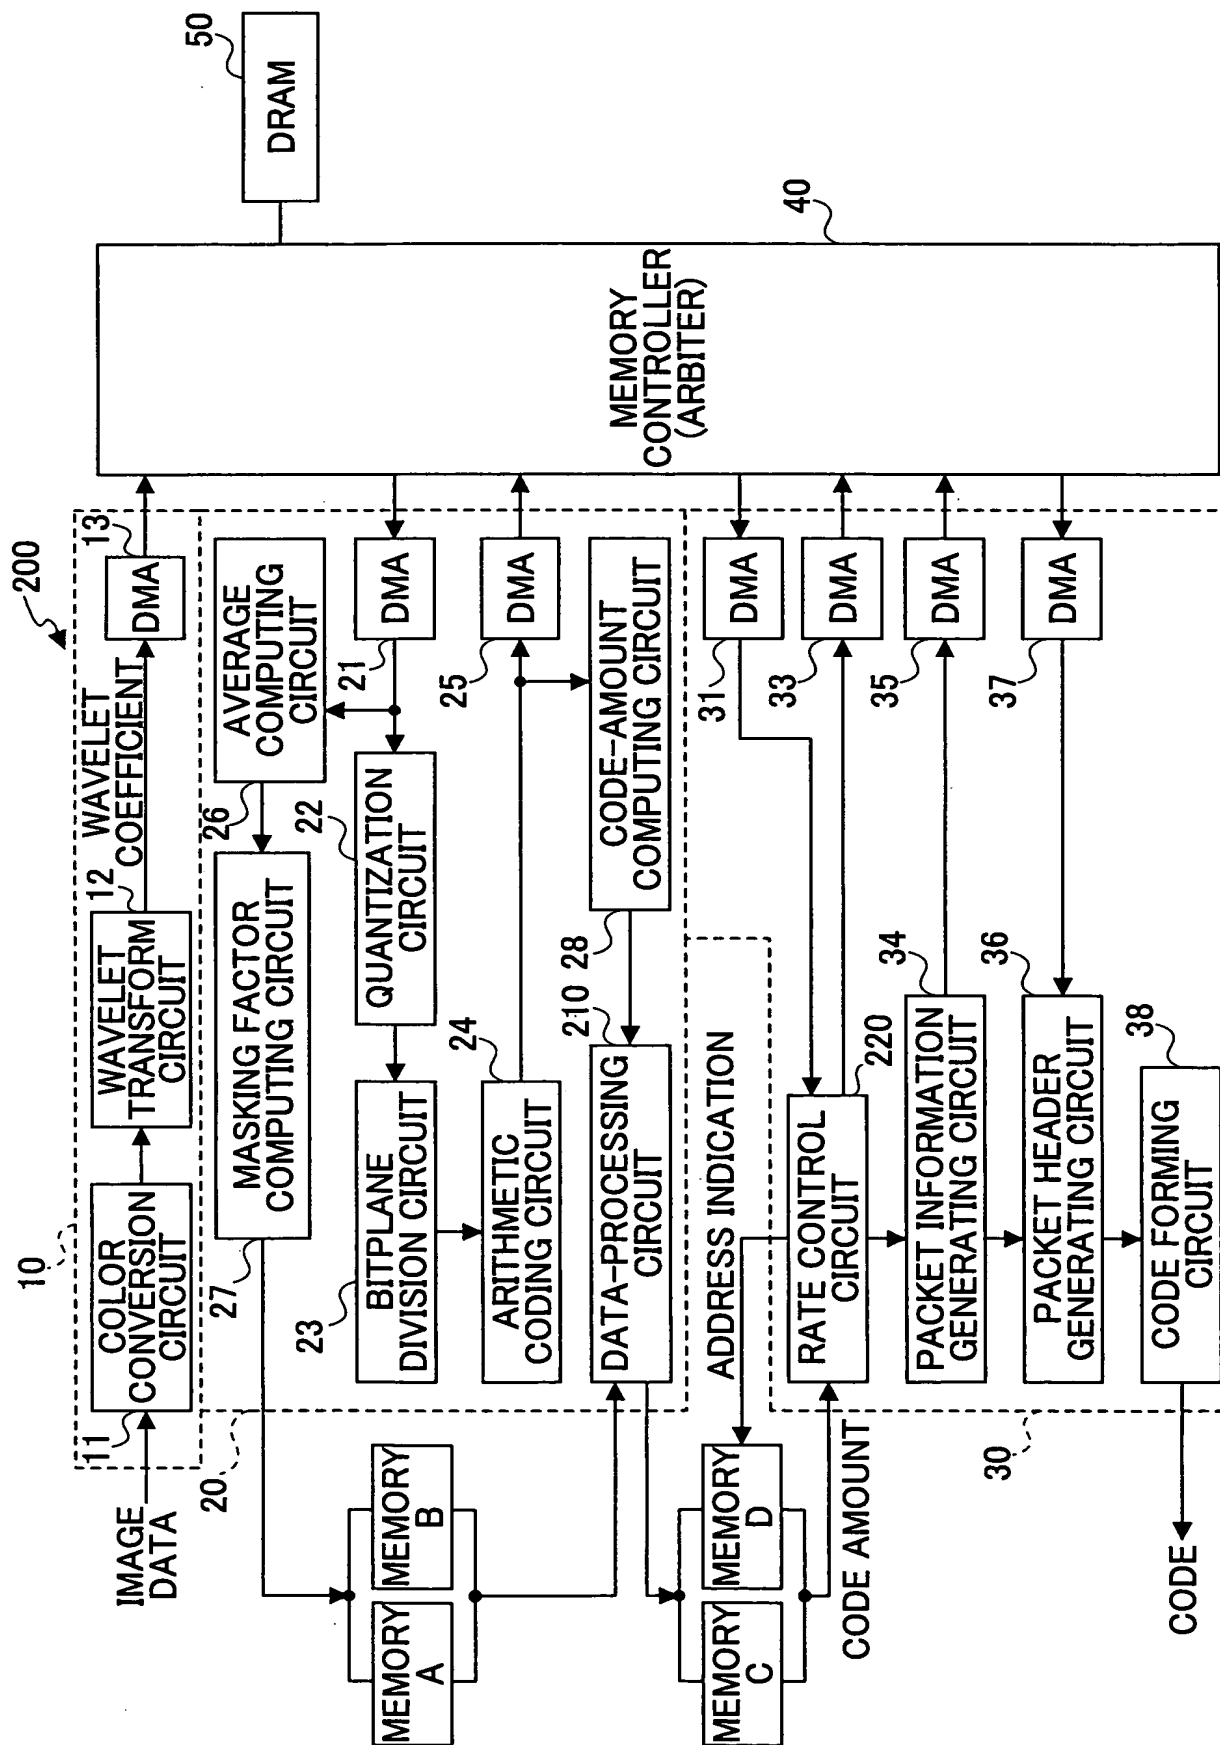 200
50
DRAM
40
MEMORY
CONTROLLER
(ARBITER)
10
IMAGE
DATA
11
COLOR
CONVERSION
CIRCUIT
12
WAVELET
TRANSFORM
CIRCUIT
WAVELET
COEFFICIENT
13
DMA
20
27
MASKING FACTOR
COMPUTING CIRCUIT
26
AVERAGE
COMPUTING
CIRCUIT
23
BITPLANE
DIVISION CIRCUIT
22
QUANTIZATION
CIRCUIT
21
DMA
24
ARITHMETIC
CODING CIRCUIT
25
DMA
MEMORY
A
MEMORY
B
210
DATA-PROCESSING
CIRCUIT
28
CODE-AMOUNT
COMPUTING CIRCUIT
MEMORY
C
MEMORY
D
ADDRESS INDICATION
CODE AMOUNT
30
RATE CONTROL
CIRCUIT
220
31
DMA
33
DMA
PACKET INFORMATION
GENERATING CIRCUIT
34
35
DMA
PACKET HEADER
GENERATING CIRCUIT
36
37
DMA
CODE
CODE FORMING
CIRCUIT
38